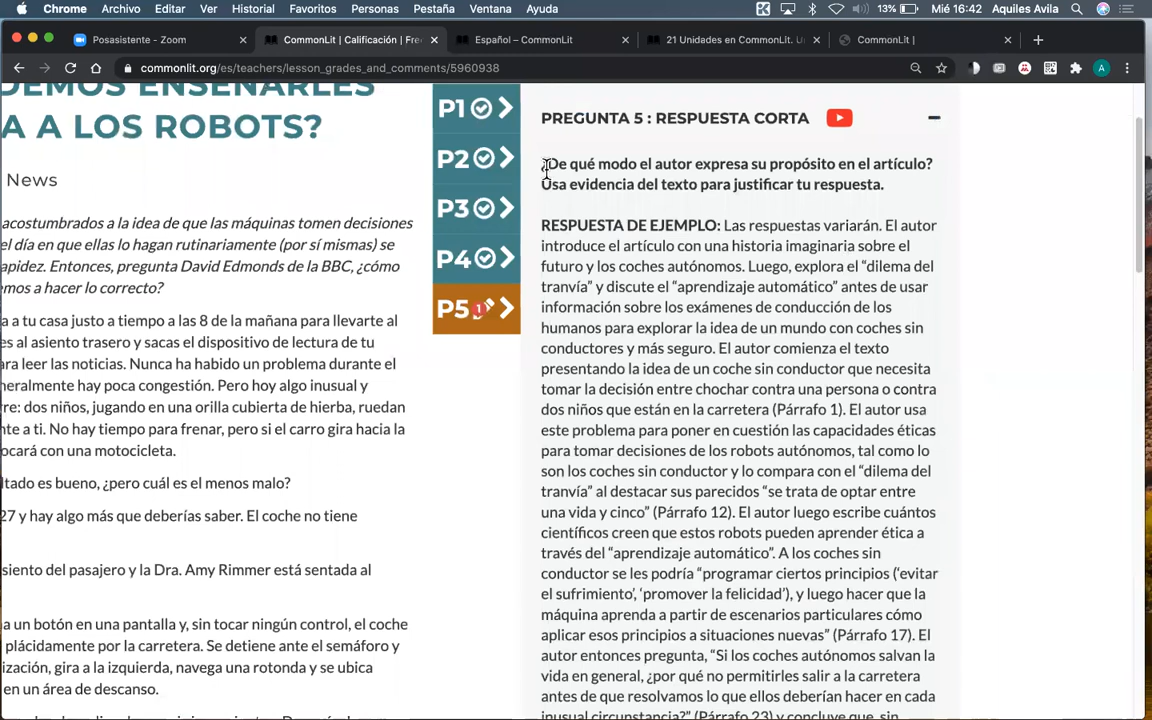 Chrome Archivo Editar Ver Historial Favoritos Personas Pestaña Ventana Ayuda 13% Mié 16:42 Aquiles Avila
Posasistente - Zoom CommonLit | Calificación | Fre Español – CommonLit 21 Unidades en CommonLit. U CommonLit |
commonlit.org/es/teachers/lesson_grades_and_comments/5960938 A
DEMOS ENSEÑARLES
A A LOS ROBOTS?
News
acostumbrados a la idea de que las máquinas tomen decisiones
el día en que ellas lo hagan rutinariamente (por sí mismas) se
apidez. Entonces, pregunta David Edmonds de la BBC, ¿cómo
emos a hacer lo correcto?
a a tu casa justo a tiempo a las 8 de la mañana para llevarte al
es al asiento trasero y sacas el dispositivo de lectura de tu
ara leer las noticias. Nunca ha habido un problema durante el
neralmente hay poca congestión. Pero hoy algo inusual y
re: dos niños, jugando en una orilla cubierta de hierba, ruedan
nte a ti. No hay tiempo para frenar, pero si el carro gira hacia la
ocará con una motocicleta.
ltado es bueno, ¿pero cuál es el menos malo?
27 y hay algo más que deberías saber. El coche no tiene
siento del pasajero y la Dra. Amy Rimmer está sentada al
a un botón en una pantalla y, sin tocar ningún control, el coche
plácidamente por la carretera. Se detiene ante el semáforo y
lización, gira a la izquierda, navega una rotonda y se ubica
en un área de descanso.
P1
P2
P3
P4
P5 1
PREGUNTA 5 : RESPUESTA CORTA
¿De qué modo el autor expresa su propósito en el artículo?
Usa evidencia del texto para justificar tu respuesta.
RESPUESTA DE EJEMPLO: Las respuestas variarán. El autor
introduce el artículo con una historia imaginaria sobre el
futuro y los coches autónomos. Luego, explora el “dilema del
tranvía” y discute el “aprendizaje automático” antes de usar
información sobre los exámenes de conducción de los
humanos para explorar la idea de un mundo con coches sin
conductores y más seguro. El autor comienza el texto
presentando la idea de un coche sin conductor que necesita
tomar la decisión entre chochar contra una persona o contra
dos niños que están en la carretera (Párrafo 1). El autor usa
este problema para poner en cuestión las capacidades éticas
para tomar decisiones de los robots autónomos, tal como lo
son los coches sin conductor y lo compara con el “dilema del
tranvía” al destacar sus parecidos “se trata de optar entre
una vida y cinco” (Párrafo 12). El autor luego escribe cuántos
científicos creen que estos robots pueden aprender ética a
través del “aprendizaje automático”. A los coches sin
conductor se les podría “programar ciertos principios (‘evitar
el sufrimiento’, ‘promover la felicidad’), y luego hacer que la
máquina aprenda a partir de escenarios particulares cómo
aplicar esos principios a situaciones nuevas” (Párrafo 17). El
autor entonces pregunta, “Si los coches autónomos salvan la
vida en general, ¿por qué no permitirles salir a la carretera
antes de que resolvamos lo que ellos deberían hacer en cada
inusual circunstancia?” (Párrafo 23) y concluye que, sin